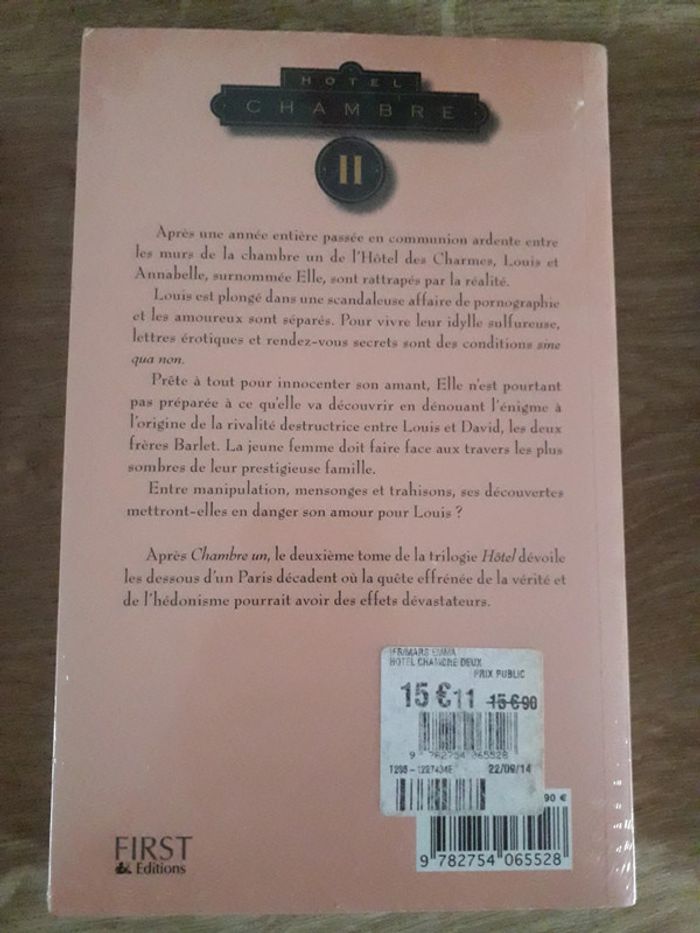 HOTEL
CHAMBRE
II
Après une année entière passée en communion ardente entre
les murs de la chambre un de l'Hôtel des Charmes, Louis et
Annabelle, surnommée Elle, sont rattrapés par la réalité.
Louis est plongé dans une scandaleuse affaire de pornographie
et les amoureux sont séparés. Pour vivre leur idylle sulfureuse,
lettres érotiques et rendez-vous secrets sont des conditions sine
qua non.
Prête à tout pour innocenter son amant, Elle n'est pourtant
pas préparée à ce qu'elle va découvrir en dénouant l'énigme à
l'origine de la rivalité destructrice entre Louis et David, les deux
frères Barlet. La jeune femme doit faire face aux travers les plus
sombres de leur prestigieuse famille.
Entre manipulation, mensonges et trahisons, ses découvertes
mettront-elles en danger son amour pour Louis ?
Après Chambre un, le deuxième tome de la trilogie Hôtel dévoile
les dessous d'un Paris décadent où la quête effrénée de la vérité et
de l'hédonisme pourrait avoir des effets dévastateurs.
MARS EMMA
HOTEL CHAMBRE DEUX
PRIX PUBLIC
15 €11 15 €90
9 782754 065528
22/09/14
90 €
9 782754 065528
FIRST
& Editions